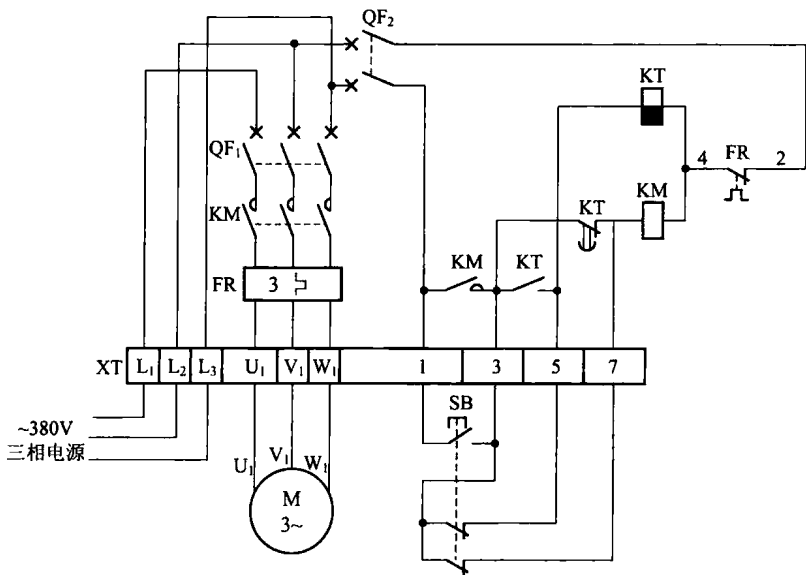 QF₂
KT
QF₁
4 FR 2
KT KM
KM
KM KT
FR 3
XT L₁ L₂ L₃ U₁ V₁ W₁ 1 3 5 7
SB
~380V
三相电源
U₁ V₁ W₁
M
3~